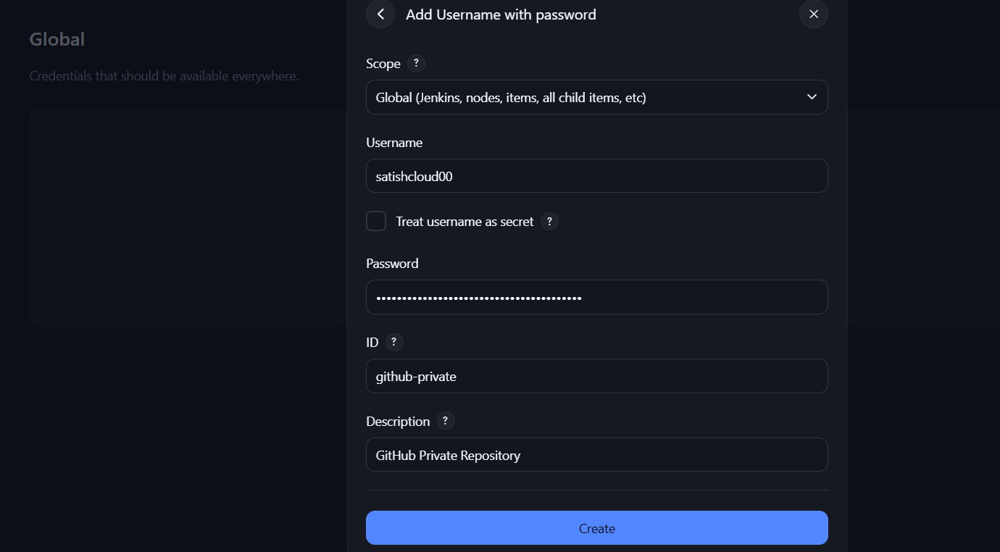 Add Username with password
Global
Credentials that should be available everywhere.
Scope ?
Global (Jenkins, nodes, items, all child items, etc)
Username
satishcloud00
Treat username as secret ?
Password
••••••••••••••••••••••••••••••••••••••••
ID ?
github-private
Description ?
GitHub Private Repository
Create